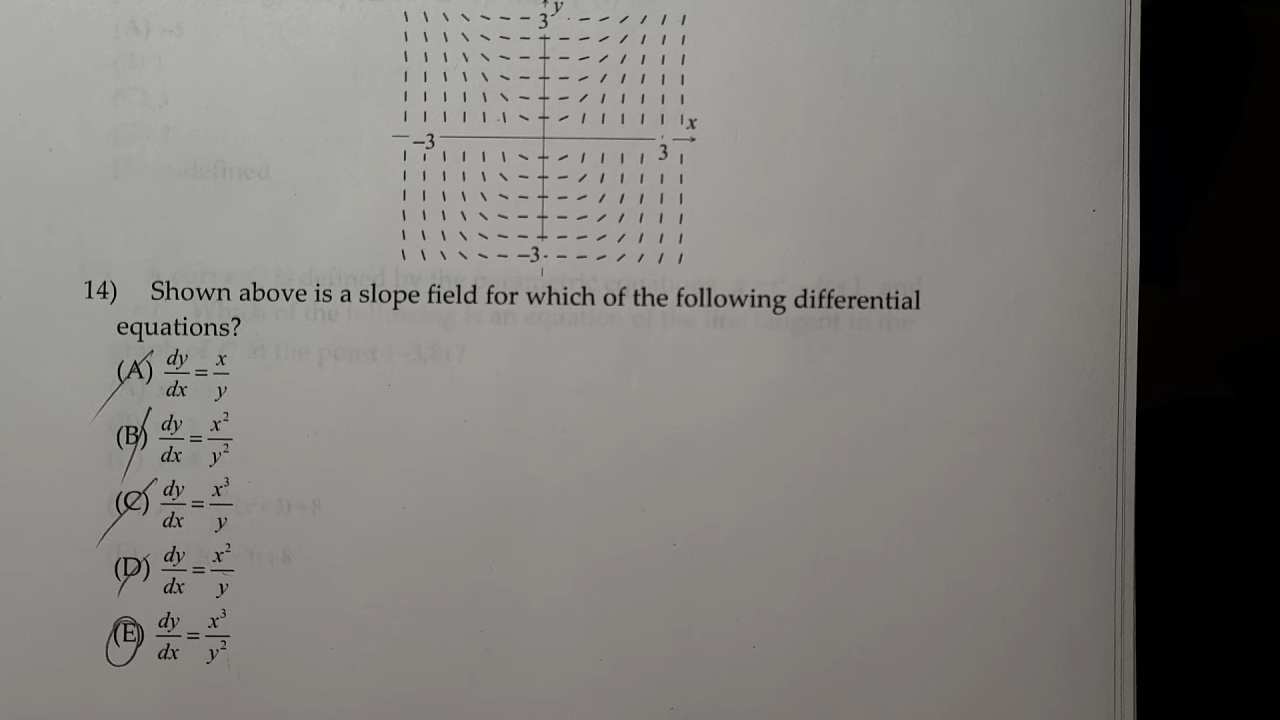 y
3
x
−3
3
−3
14) Shown above is a slope field for which of the following differential
equations?
(A) dy/dx = x/y
(B) dy/dx = x²/y²
(C) dy/dx = x³/y
(D) dy/dx = x²/y
(E) dy/dx = x³/y²